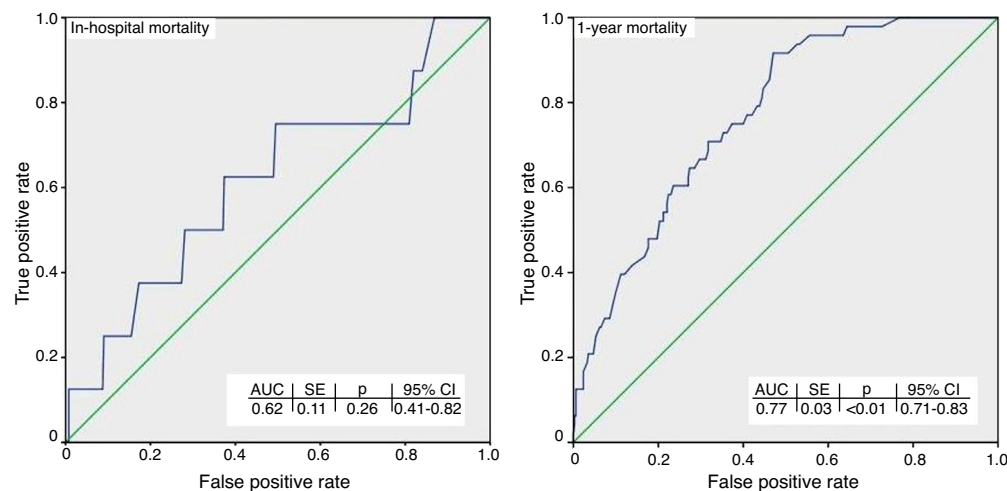 In-hospital mortality
1.0
0.8
0.6
0.4
0.2
0
True positive rate
AUC SE p 95% CI
0.62 0.11 0.26 0.41-0.82
0 0.2 0.4 0.6 0.8 1.0
False positive rate
1-year mortality
1.0
0.8
0.6
0.4
0.2
0
True positive rate
AUC SE p 95% CI
0.77 0.03 <0.01 0.71-0.83
0 0.2 0.4 0.6 0.8 1.0
False positive rate